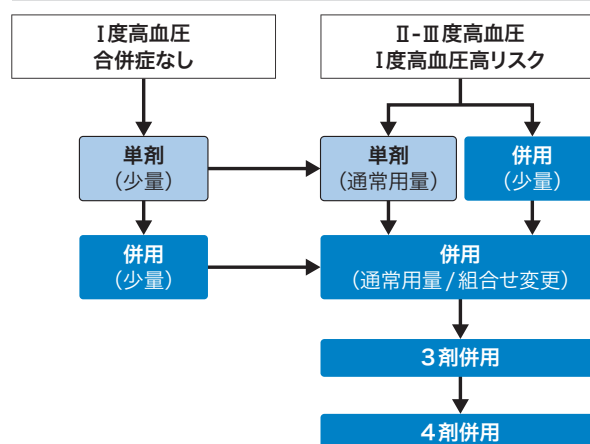 Ⅰ度高血圧
合併症なし
Ⅱ-Ⅲ度高血圧
Ⅰ度高血圧高リスク
単剤
（少量）
単剤
（通常用量）
併用
（少量）
併用
（少量）
併用
（通常用量/組合せ変更）
3剤併用
4剤併用